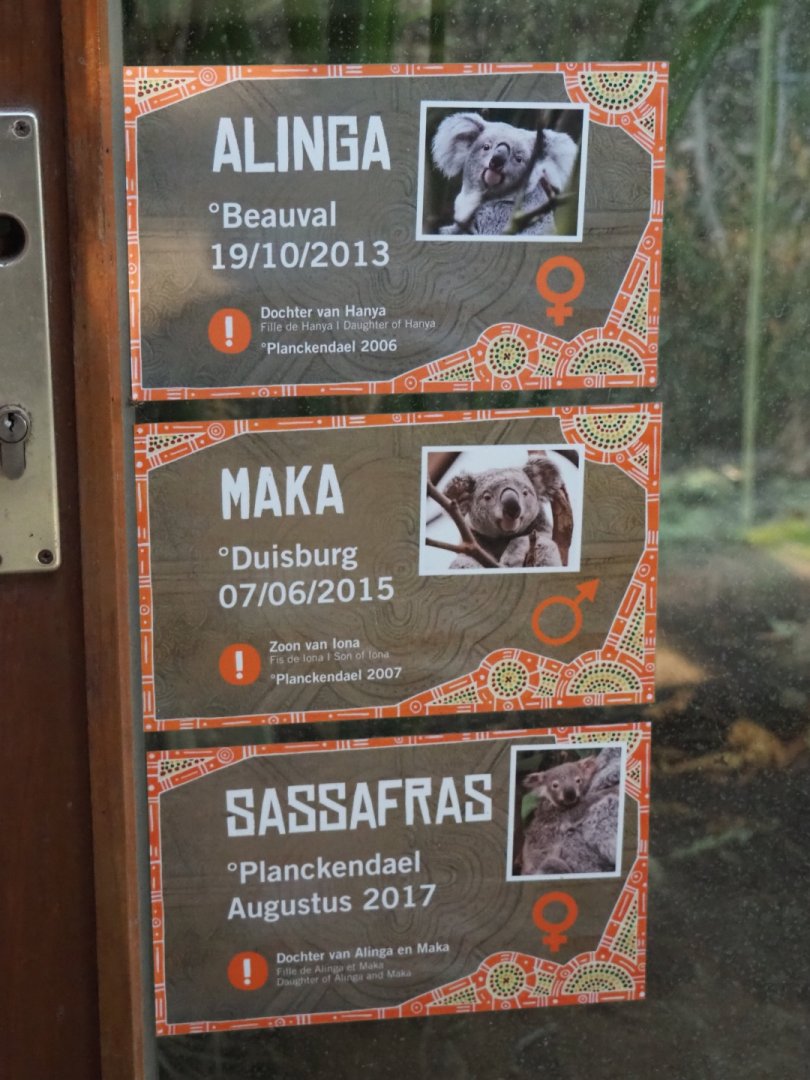 ALINGA
°Beauval
19/10/2013
! Dochter van Hanya
Fille de Hanya I Daughter of Hanya
°Planckendael 2006
MAKA
°Duisburg
07/06/2015
! Zoon van Iona
Fis de Iona I Son of Iona
°Planckendael 2007
SASSAFRAS
°Planckendael
Augustus 2017
! Dochter van Alinga en Maka
Fille de Alinga et Maka
Daughter of Alinga and Maka